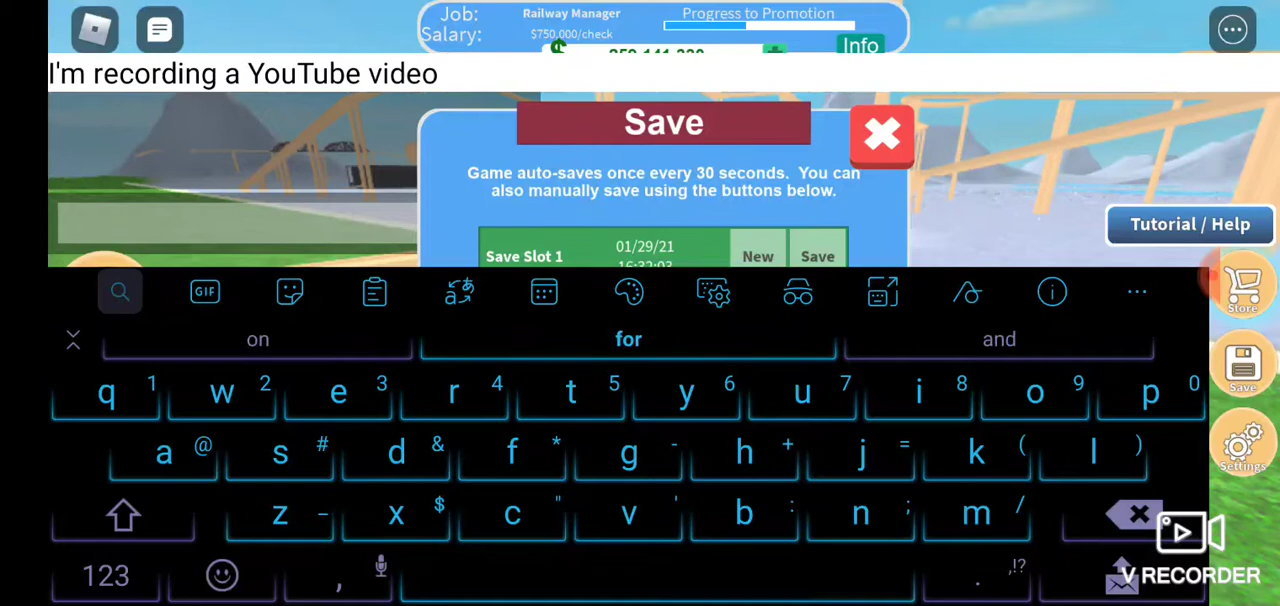 Job: Railway Manager
Salary: $750,000/check
Progress to Promotion
Info
I'm recording a YouTube video
Save
Game auto-saves once every 30 seconds. You can
also manually save using the buttons below.
Save Slot 1
01/29/21
16:32:03
New
Save
Tutorial / Help
Store
Save
Settings
GIF
on for and
q 1 w 2 e 3 r 4 t 5 y 6 u 7 i 8 o 9 p 0
a @ s # d & f * g - h + j = k ( l )
z _ x $ c " v ' b : n ; m /
123 , . ,!?
V RECORDER